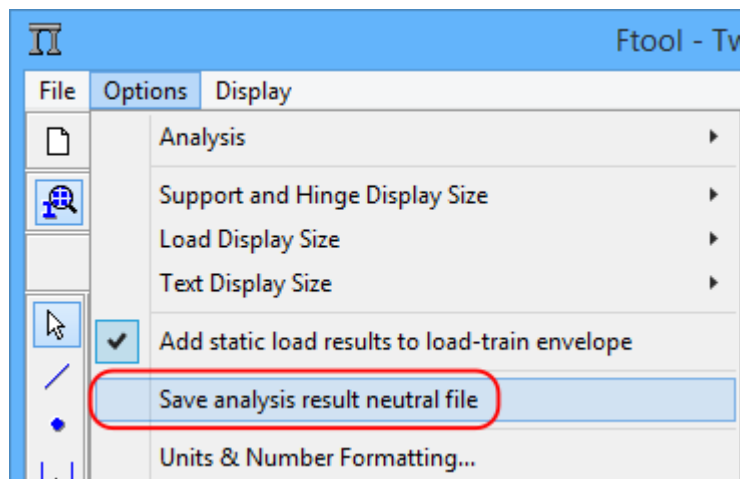 Ftool - Tw
File Options Display
Analysis
Support and Hinge Display Size
Load Display Size
Text Display Size
Add static load results to load-train envelope
Save analysis result neutral file
Units & Number Formatting...